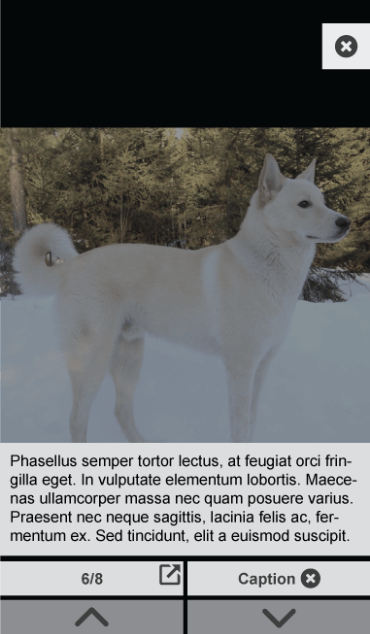 Phasellus semper tortor lectus, at feugiat orci frin-
gilla eget. In vulputate elementum lobortis. Maece-
nas ullamcorper massa nec quam posuere varius.
Praesent nec neque sagittis, lacinia felis ac, fer-
mentum ex. Sed tincidunt, elit a euismod suscipit.
6/8
Caption